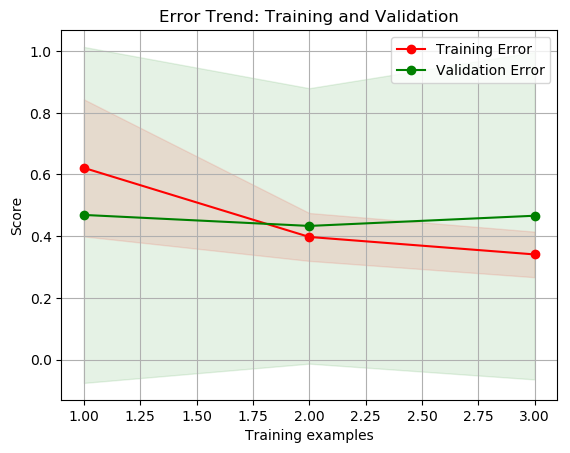 Error Trend: Training and Validation
Training Error
Validation Error
1.0
0.8
0.6
0.4
0.2
0.0
Score
1.00 1.25 1.50 1.75 2.00 2.25 2.50 2.75 3.00
Training examples